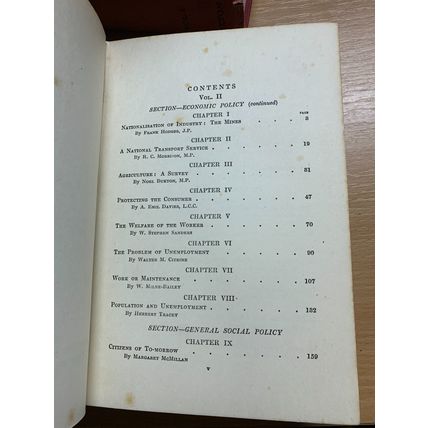 CONTENTS
VOL. II
SECTION—ECONOMIC POLICY (continued)
CHAPTER I
PAGE
NATIONALISATION OF INDUSTRY: THE MINES . . . . 3
BY FRANK HODGES, J.P.
CHAPTER II
A NATIONAL TRANSPORT SERVICE . . . . . 19
BY R. C. MORRISON, M.P.
CHAPTER III
AGRICULTURE: A SURVEY . . . . . . 31
BY NOEL BUXTON, M.P.
CHAPTER IV
PROTECTING THE CONSUMER . . . . . . 47
BY A. EMIL DAVIES, L.C.C.
CHAPTER V
THE WELFARE OF THE WORKER . . . . . 70
BY W. STEPHEN SANDERS
CHAPTER VI
THE PROBLEM OF UNEMPLOYMENT . . . . . 90
BY WALTER M. CITRINE
CHAPTER VII
WORK OR MAINTENANCE . . . . . . 107
BY W. MILNE-BAILEY
CHAPTER VIII
POPULATION AND UNEMPLOYMENT . . . . . 132
BY HERBERT TRACEY
SECTION—GENERAL SOCIAL POLICY
CHAPTER IX
CITIZENS OF TO-MORROW . . . . . . 159
BY MARGARET MCMILLAN
v